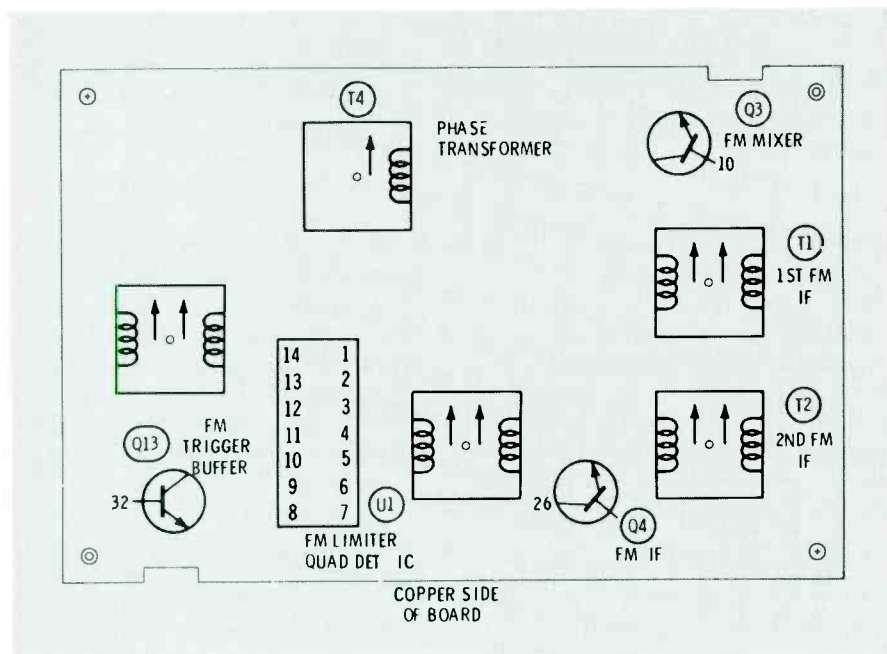 T4
PHASE
TRANSFORMER
Q3
FM MIXER
10
T1
1ST FM
IF
14 1
13 2
12 3
11 4
10 5
9 6
8 7
U1
FM LIMITER
QUAD DET IC
Q13
FM
TRIGGER
BUFFER
32
T2
2ND FM
IF
26
Q4
FM IF
COPPER SIDE
OF BOARD